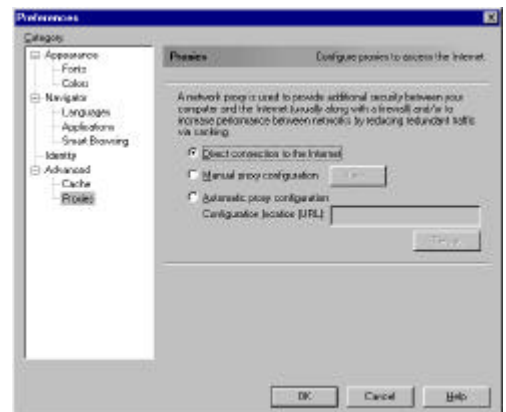 Preferences
Category:
Appearance
Fonts
Colors
Navigator
Languages
Applications
Smart Browsing
Identity
Advanced
Cache
Proxies
Proxies
Configure proxies to access the Internet.
A network proxy is used to provide additional security between your
computer and the Internet (usually along with a firewall) and/or to
increase performance between networks by reducing redundant traffic
via caching.
Direct connection to the Internet
Manual proxy configuration
Automatic proxy configuration
Configuration location (URL):
OK
Cancel
Help